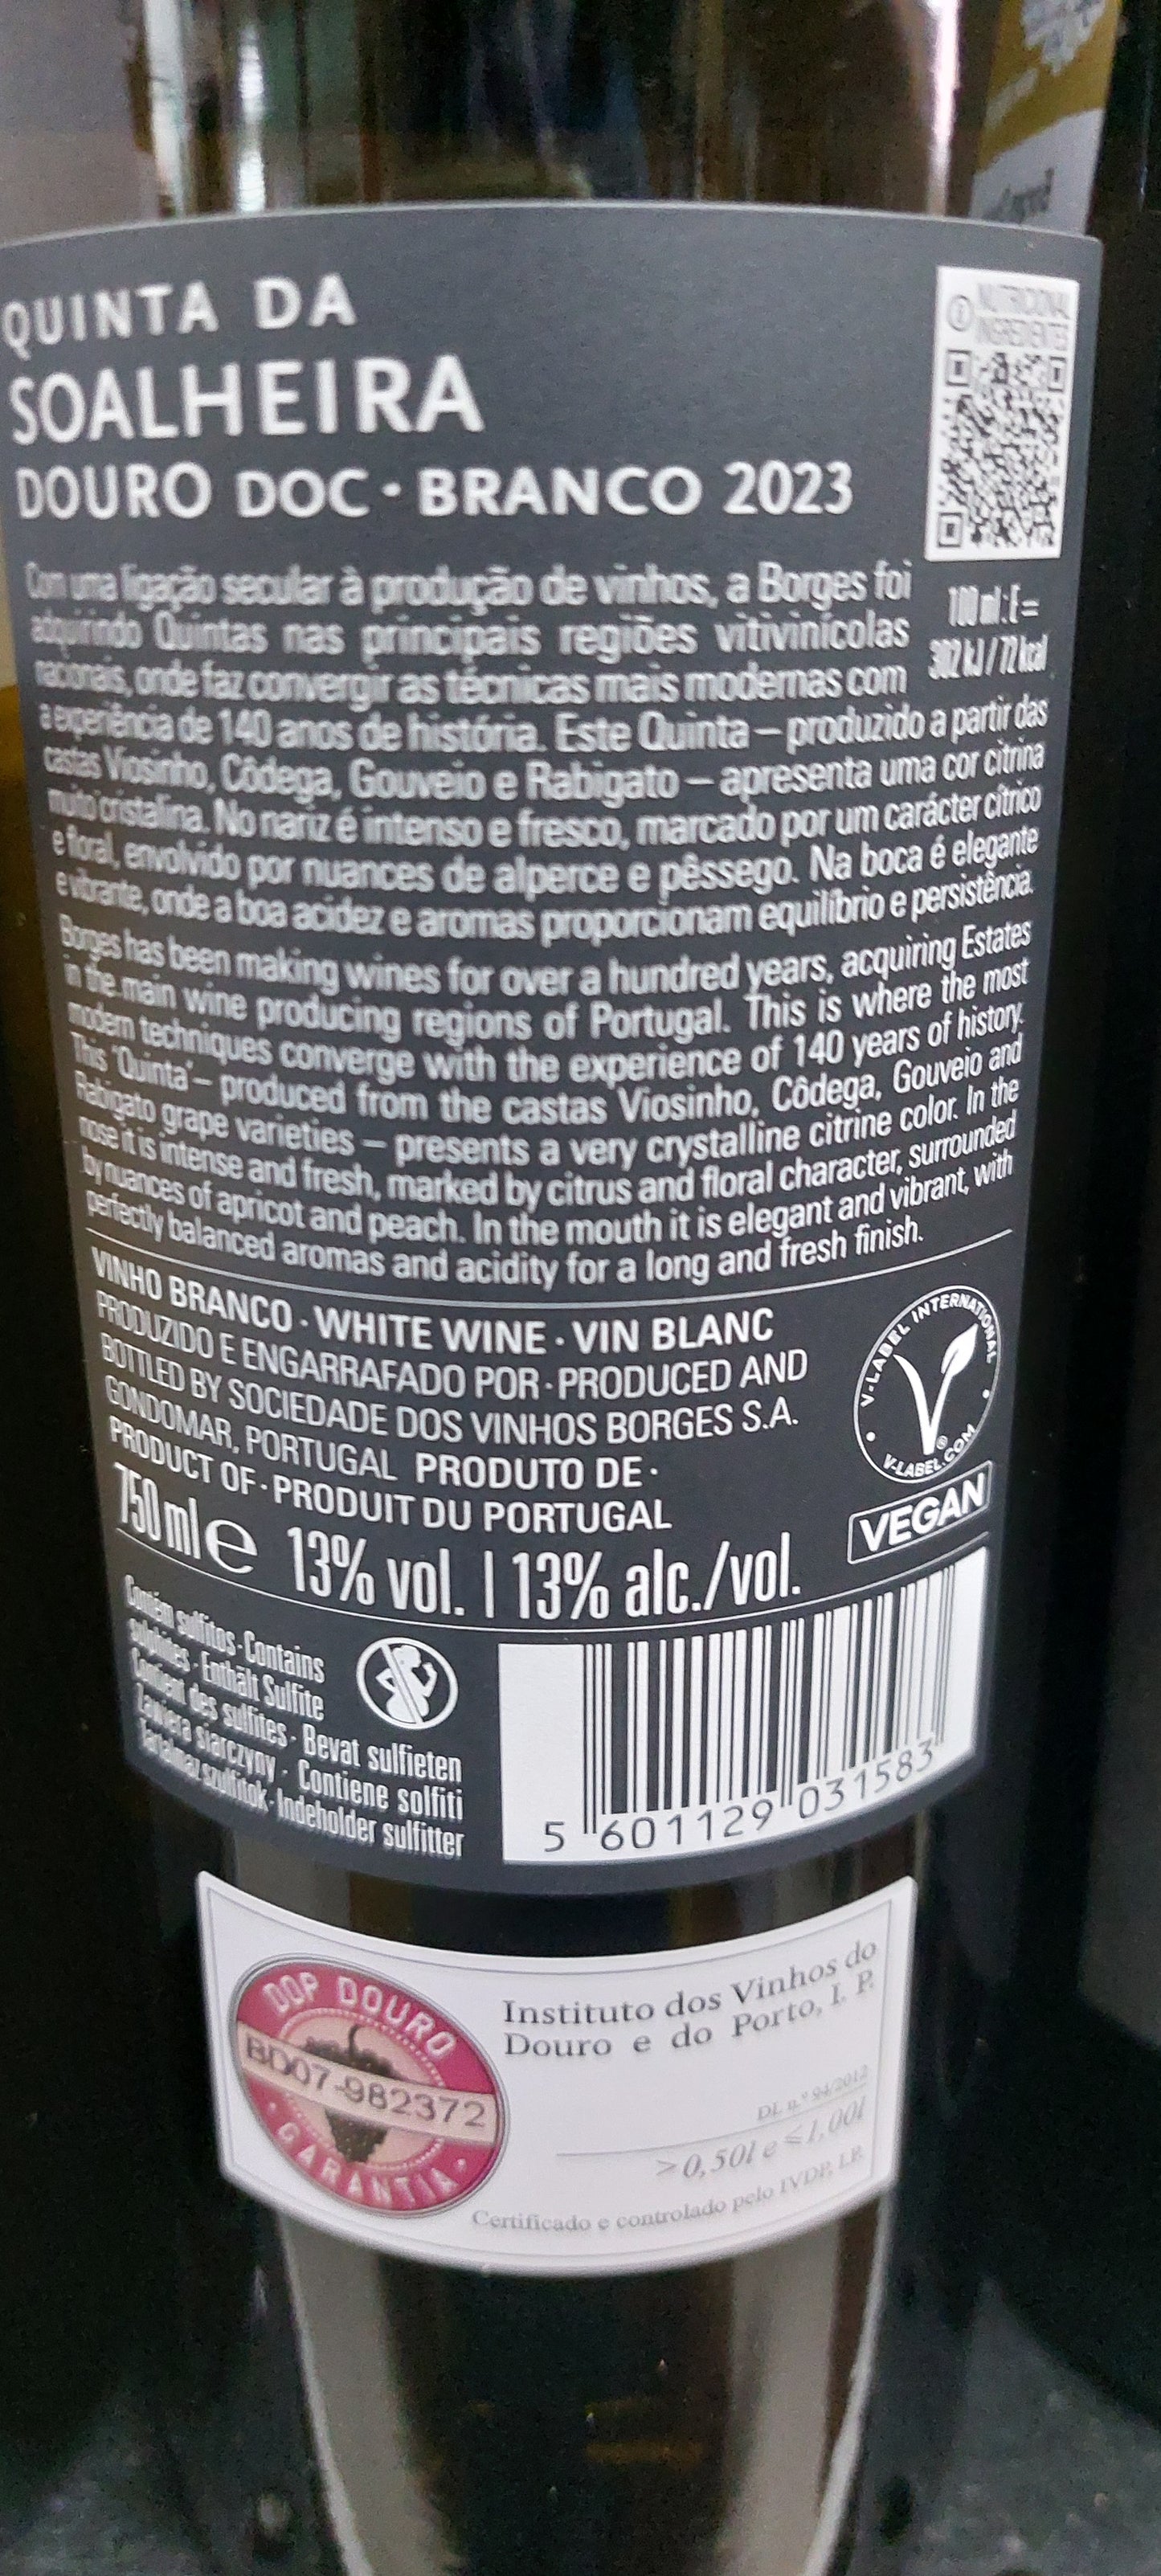 QUINTA DA
SOALHEIRA
DOURO DOC · BRANCO 2023
NUTRICIONAL
INGREDIENTES
100 ml: E =
302 kJ / 72 kcal
Com uma ligação secular à produção de vinhos, a Borges foi
adquirindo Quintas nas principais regiões vitivinícolas
nacionais, onde faz convergir as técnicas mais modernas com
a experiência de 140 anos de história. Este Quinta – produzido a partir das
castas Viosinho, Côdega, Gouveio e Rabigato – apresenta uma cor citrina
muito cristalina. No nariz é intenso e fresco, marcado por um carácter cítrico
e floral, envolvido por nuances de alperce e pêssego. Na boca é elegante
e vibrante, onde a boa acidez e aromas proporcionam equilíbrio e persistência.
Borges has been making wines for over a hundred years, acquiring Estates
in the main wine producing regions of Portugal. This is where the most
modern techniques converge with the experience of 140 years of history.
This 'Quinta' – produced from the castas Viosinho, Côdega, Gouveio and
Rabigato grape varieties – presents a very crystalline citrine color. In the
nose it is intense and fresh, marked by citrus and floral character, surrounded
by nuances of apricot and peach. In the mouth it is elegant and vibrant, with
perfectly balanced aromas and acidity for a long and fresh finish.
VINHO BRANCO · WHITE WINE · VIN BLANC
PRODUZIDO E ENGARRAFADO POR · PRODUCED AND
BOTTLED BY SOCIEDADE DOS VINHOS BORGES S.A.
GONDOMAR, PORTUGAL PRODUTO DE ·
PRODUCT OF · PRODUIT DU PORTUGAL
V-LABEL INTERNATIONAL
V-LABEL.COM
VEGAN
750 ml e 13% vol. | 13% alc./vol.
Contém sulfitos · Contains
sulphites · Enthält Sulfite
Contient des sulfites · Bevat sulfieten
Zawiera siarczyny · Contiene solfiti
Tartalmaz szulfitok · Indeholder sulfitter
5 601129 031583
DOP DOURO
BD07-982372
GARANTIA
Instituto dos Vinhos do
Douro e do Porto, I. P.
DL n.º 94/2012
>0,50l e ≤1,00l
Certificado e controlado pelo IVDP, I.P.